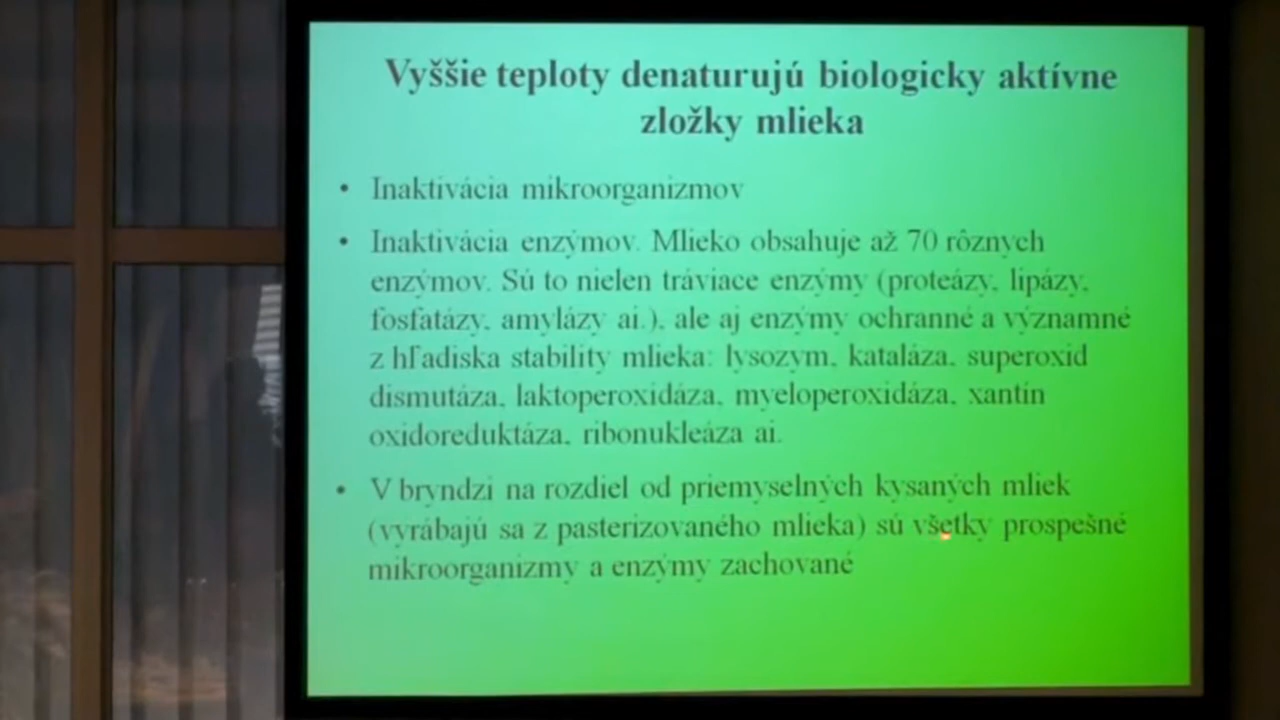 Vyššie teploty denaturujú biologicky aktívne
zložky mlieka
• Inaktivácia mikroorganizmov
• Inaktivácia enzýmov. Mlieko obsahuje až 70 rôznych
enzýmov. Sú to nielen tráviace enzýmy (proteázy, lipázy,
fosfatázy, amylázy ai.), ale aj enzýmy ochranné a významné
z hľadiska stability mlieka: lysozym, kataláza, superoxid
dismutáza, laktoperoxidáza, myeloperoxidáza, xantín
oxidoreduktáza, ribonukleáza ai.
• V bryndzi na rozdiel od priemyselných kysaných mliek
(vyrábajú sa z pasterizovaného mlieka) sú všetky prospešné
mikroorganizmy a enzýmy zachované